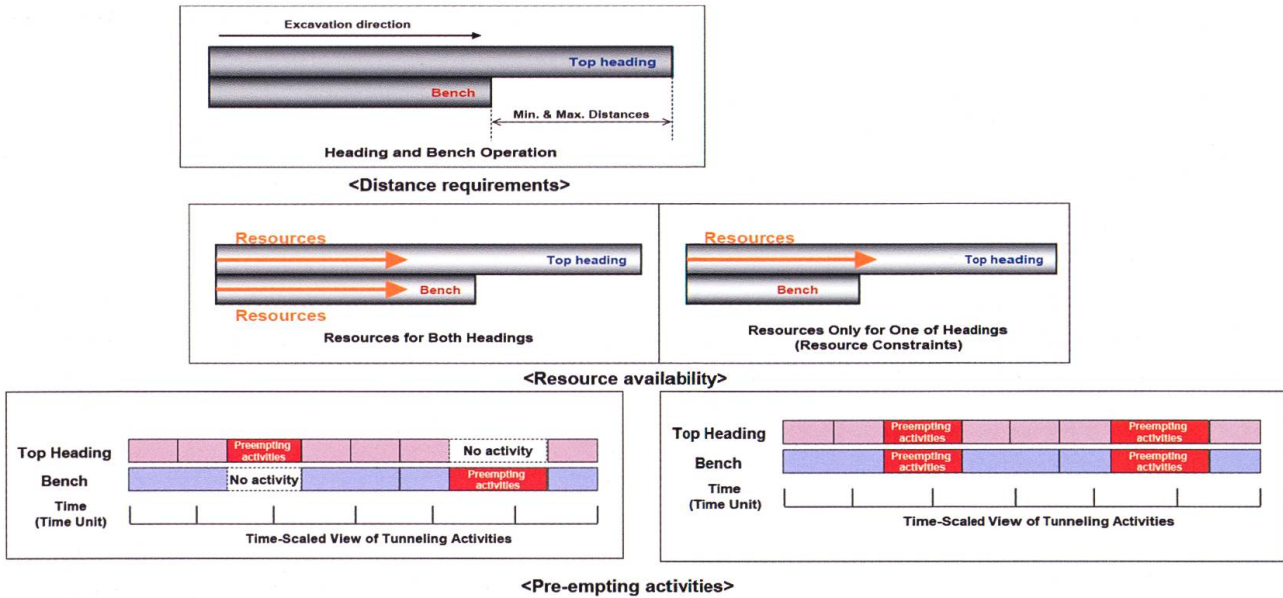 Excavation direction
Top heading
Bench
Min. & Max. Distances
Heading and Bench Operation
<Distance requirements>
Resources
Top heading
Bench
Resources
Resources for Both Headings
Resources
Top heading
Bench
Resources Only for One of Headings
(Resource Constraints)
<Resource availability>
Top Heading
Preempting
activities
No activity
Bench
No activity
Preempting
activities
Time
(Time Unit)
Time-Scaled View of Tunneling Activities
Top Heading
Preempting
activities
Preempting
activities
Bench
Preempting
activities
Preempting
activities
Time
(Time Unit)
Time-Scaled View of Tunneling Activities
<Pre-empting activities>